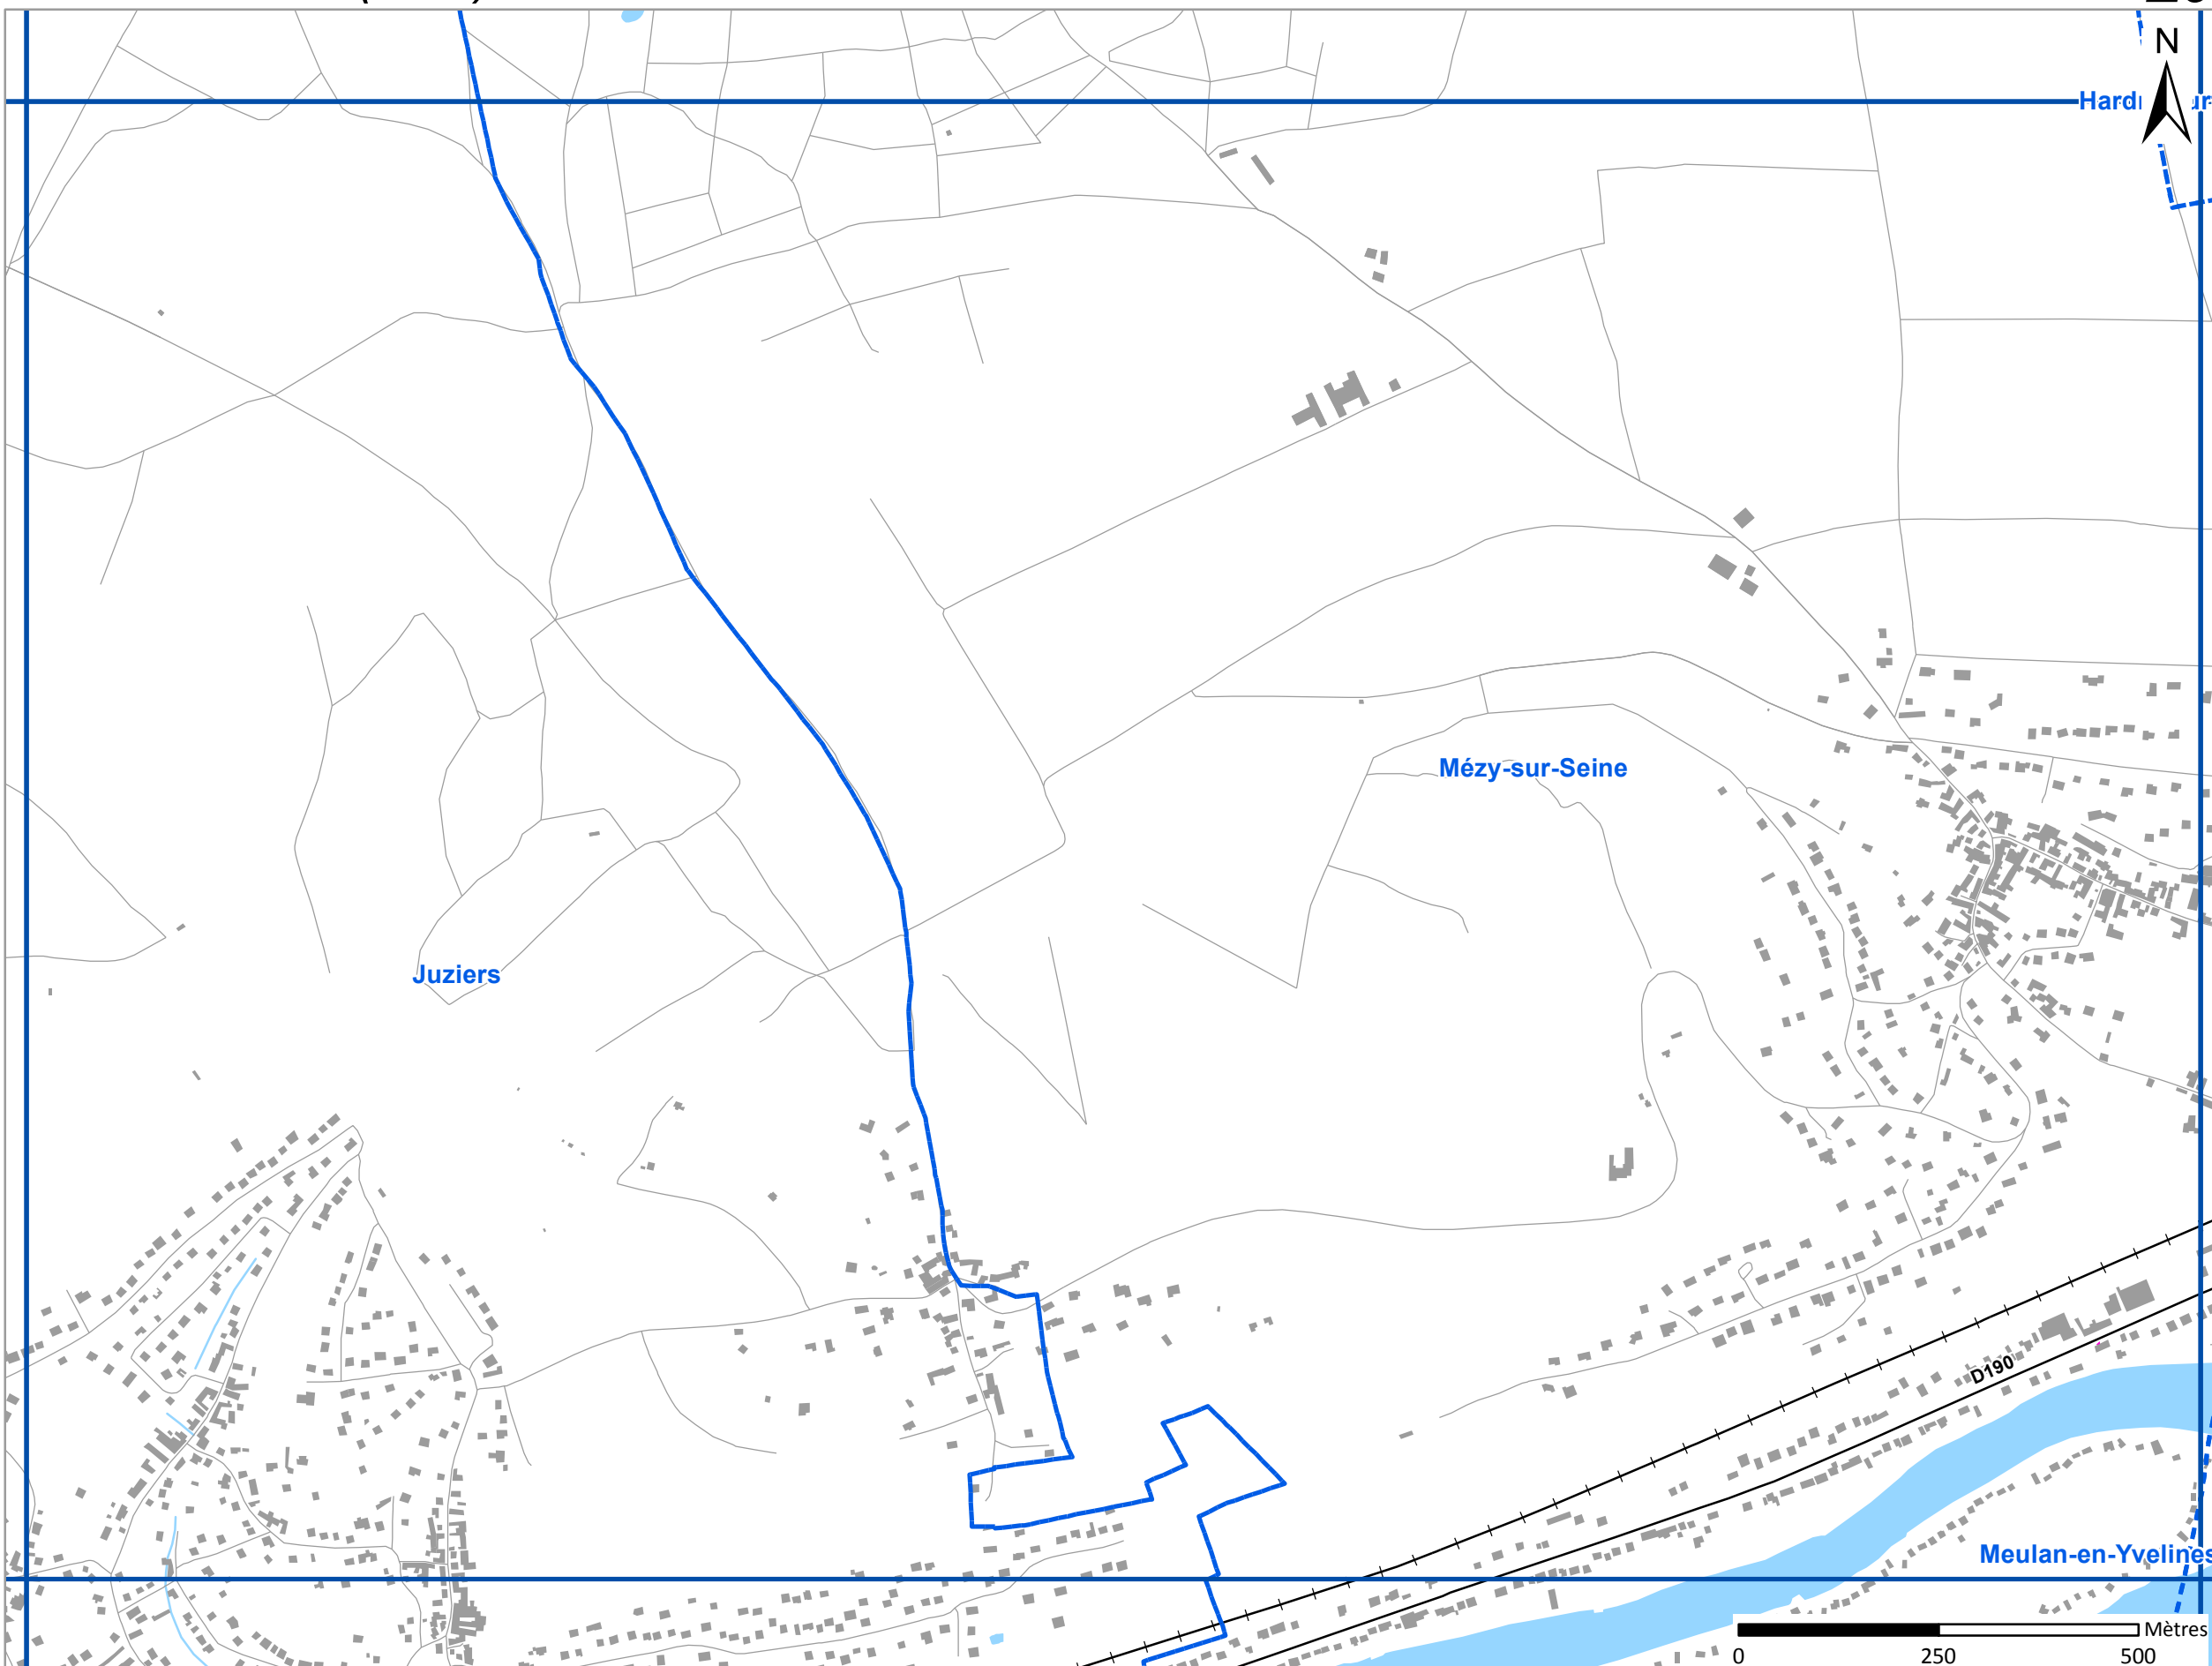 N
Mézy-sur-Seine
Juziers
D190
Meulan-en-Yvelines
Mètres
0 250 500